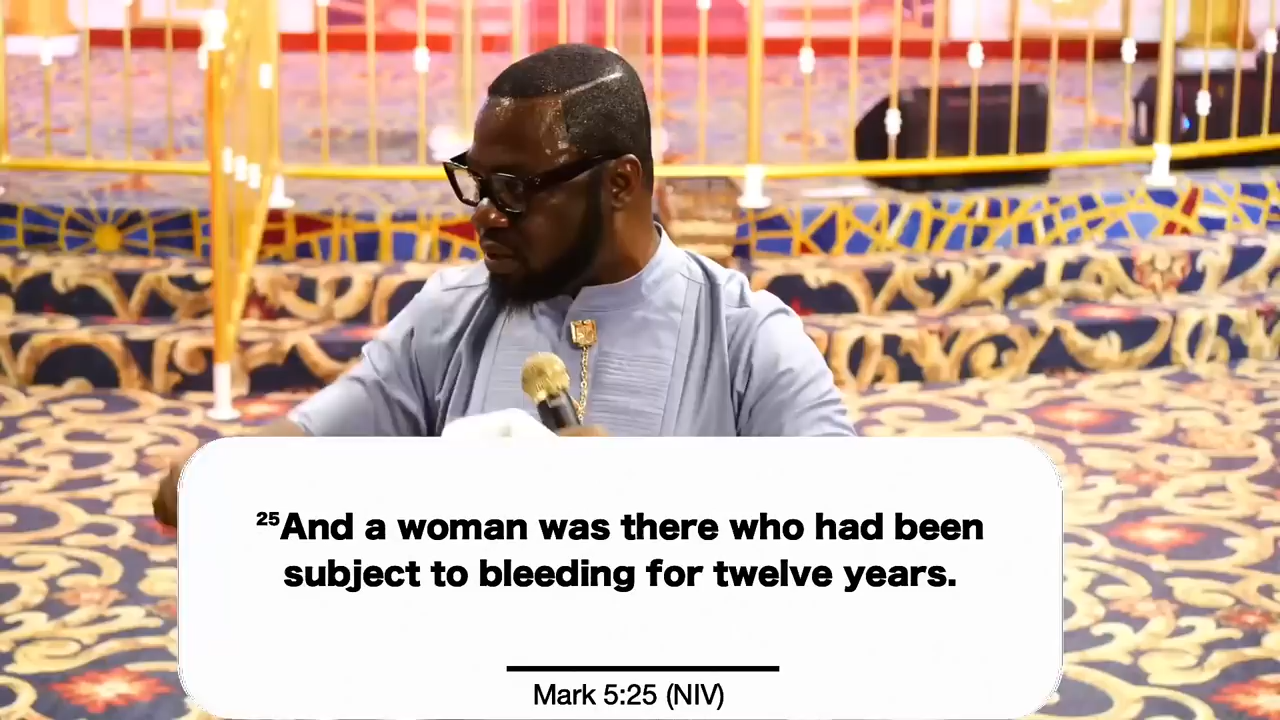 ²⁵And a woman was there who had been
subject to bleeding for twelve years.
Mark 5:25 (NIV)